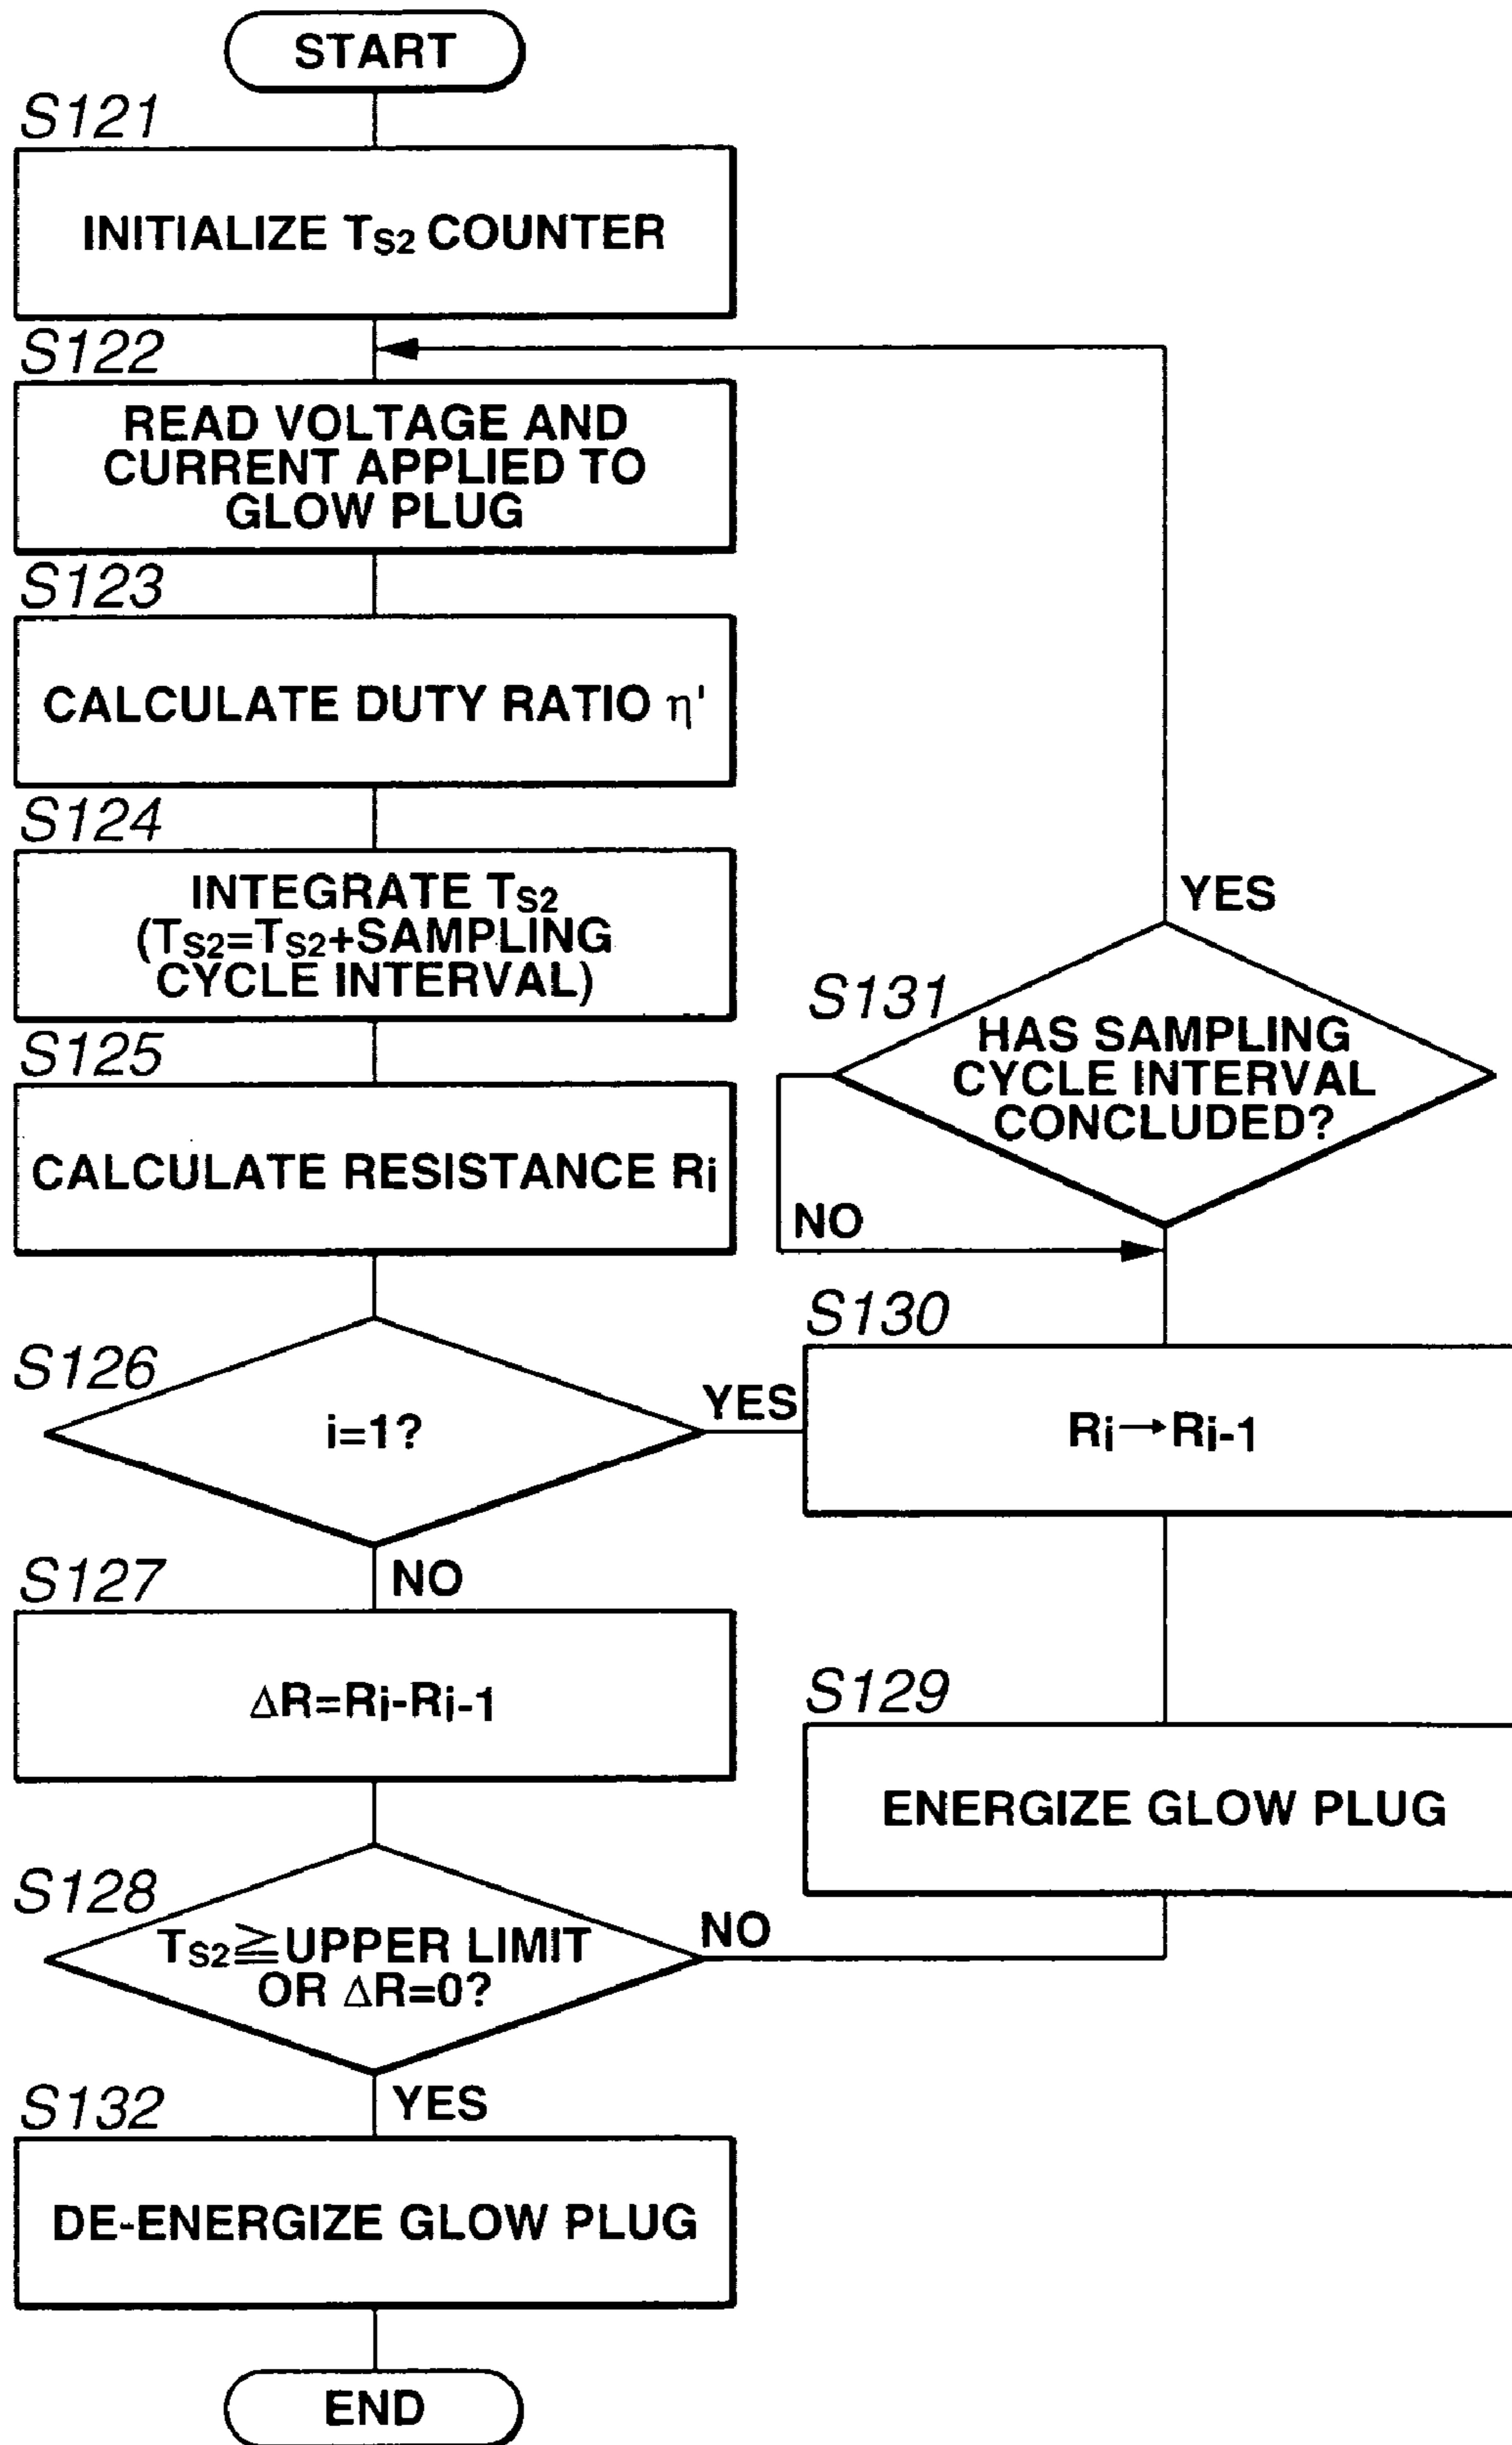 START
S121
INITIALIZE TS2 COUNTER
S122
READ VOLTAGE AND
CURRENT APPLIED TO
GLOW PLUG
S123
CALCULATE DUTY RATIO η'
S124
INTEGRATE TS2
(TS2=TS2+SAMPLING
CYCLE INTERVAL)
S125
CALCULATE RESISTANCE Ri
S126
i=1?
YES
NO
S127
ΔR=Ri-Ri-1
S128
TS2≧UPPER LIMIT
OR ΔR=0?
NO
YES
S132
DE-ENERGIZE GLOW PLUG
END
YES
S131
HAS SAMPLING
CYCLE INTERVAL
CONCLUDED?
NO
S130
Ri→Ri-1
S129
ENERGIZE GLOW PLUG